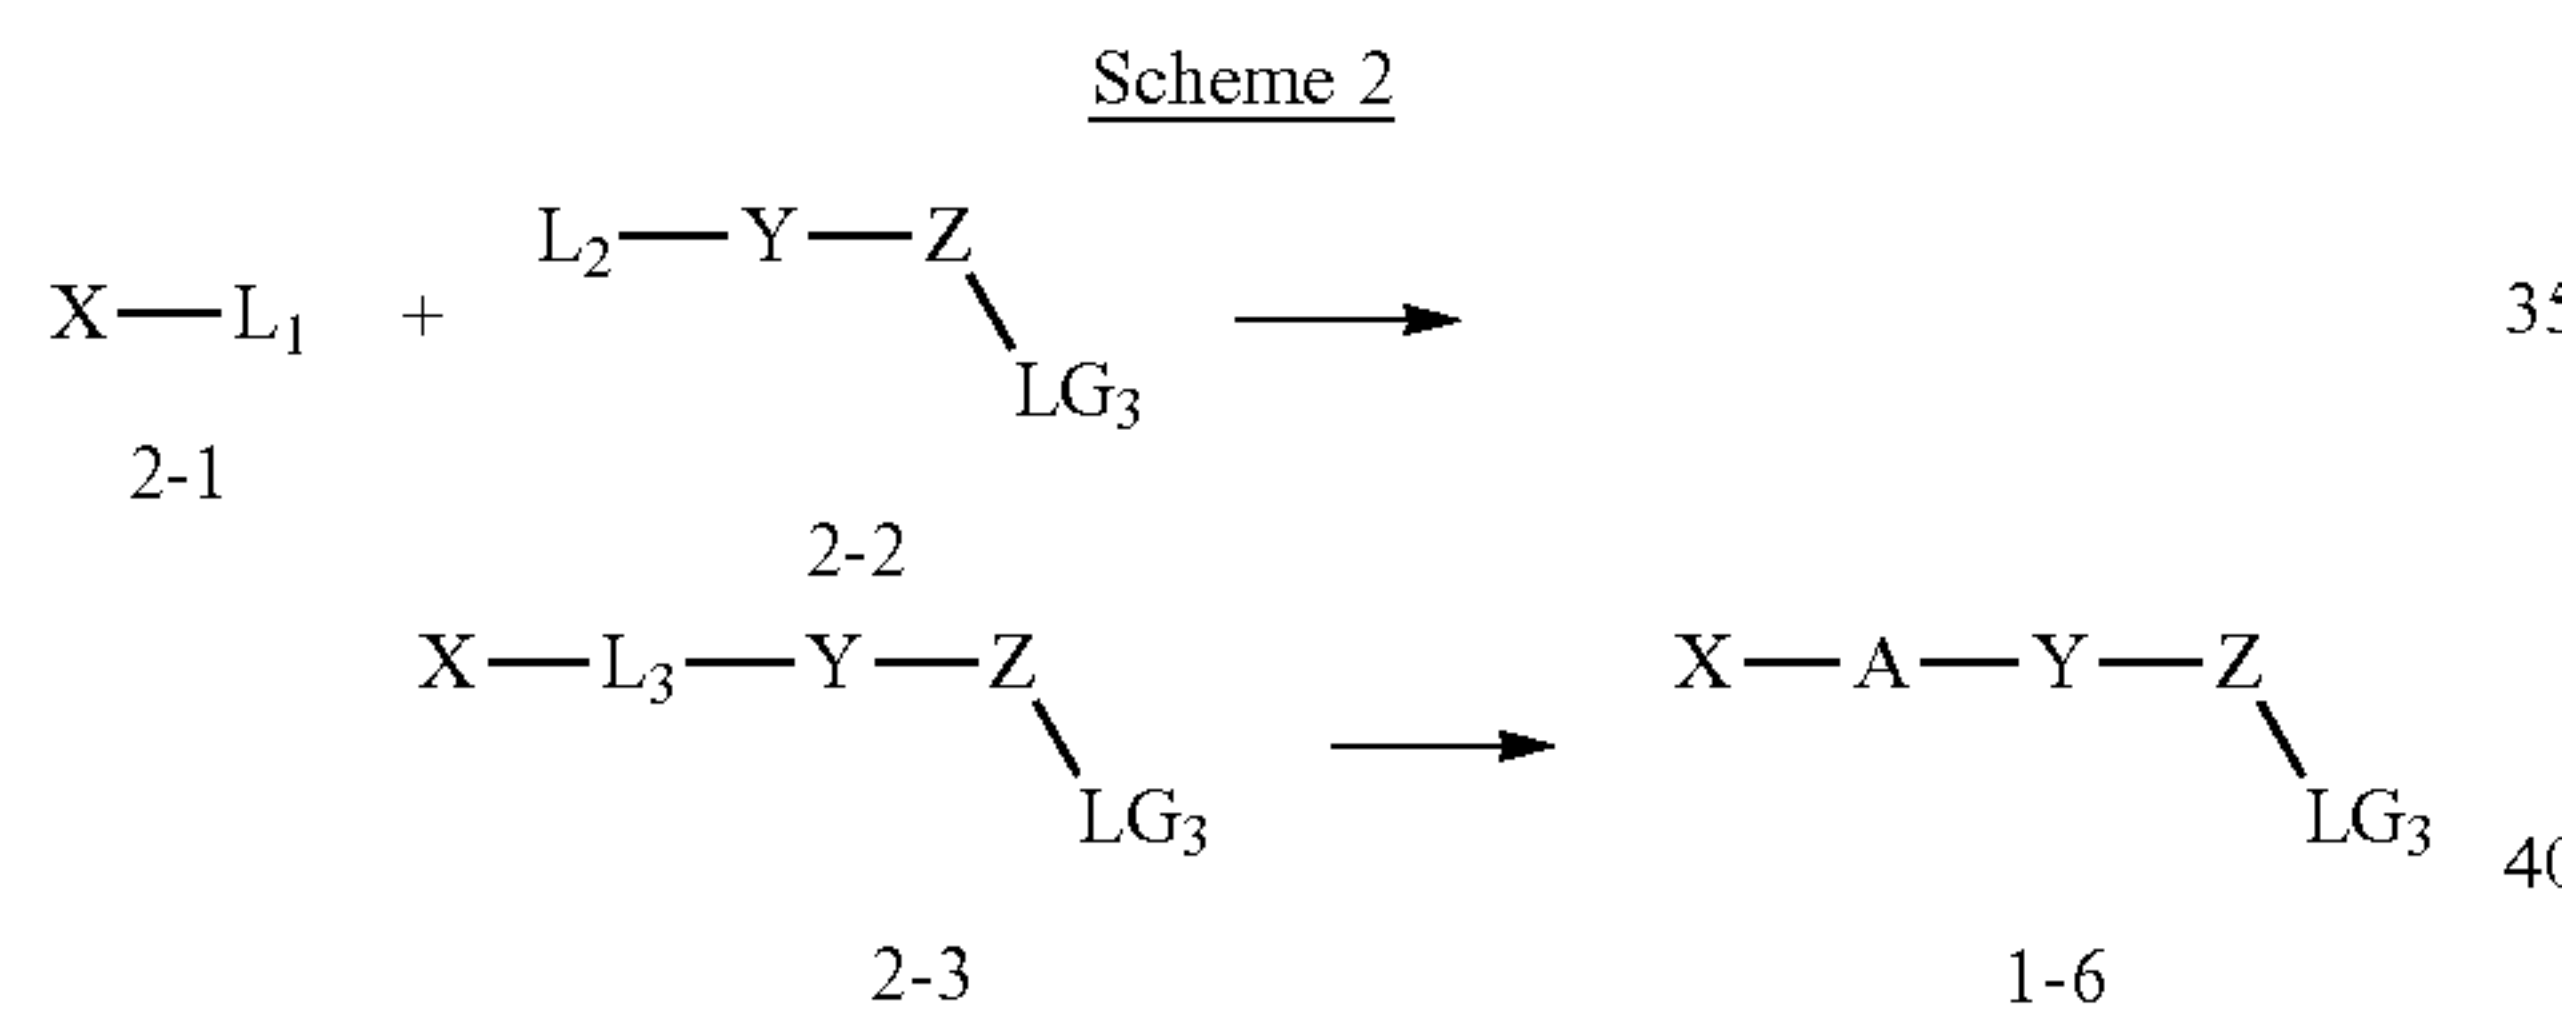 Scheme 2
L₂—Y—Z
X—L₁ +
LG₃
2-1
2-2
X—L₃—Y—Z
X—A—Y—Z
LG₃
LG₃
2-3
1-6